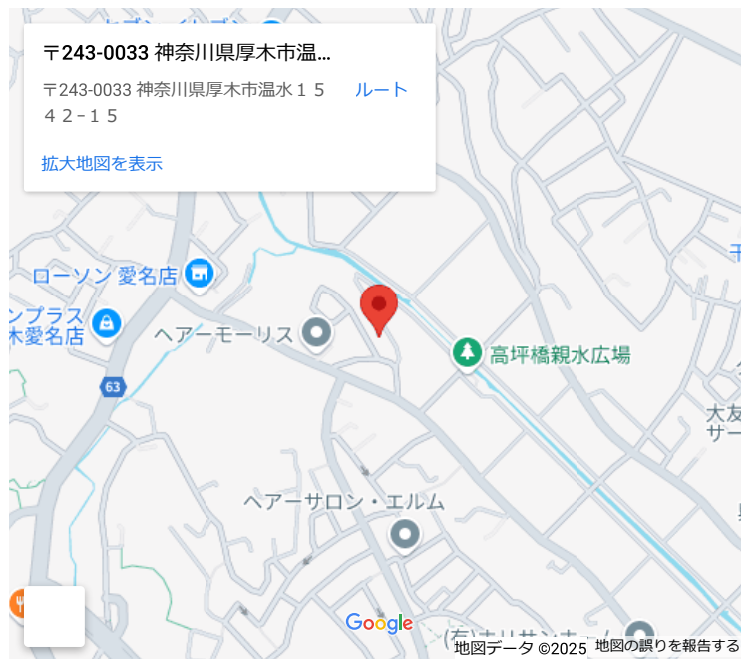 〒243-0033 神奈川県厚木市温...
〒243-0033 神奈川県厚木市温水１５
４２−１５
ルート
拡大地図を表示
ローソン 愛名店
ンプラス
木愛名店
ヘアーモーリス
63
高坪橋親水広場
大友
サー
ヘアーサロン・エルム
Google
地図データ ©2025
地図の誤りを報告する